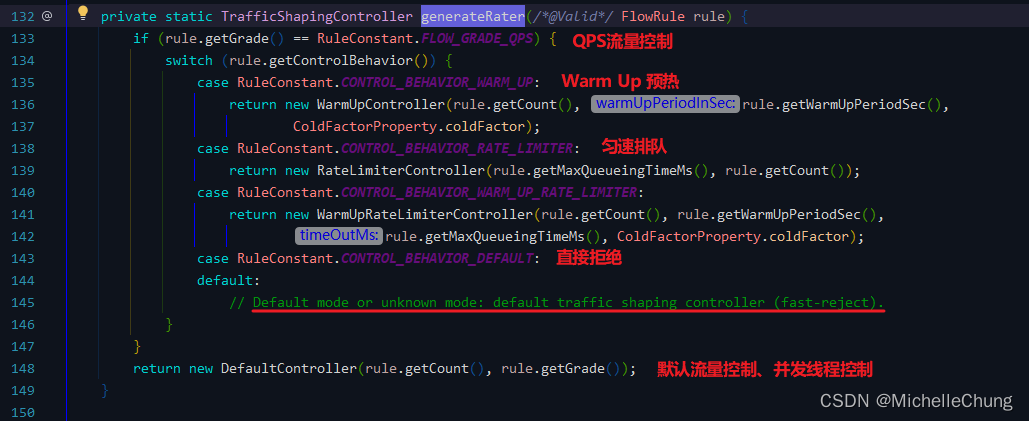 132 @ private static TrafficShapingController generateRater(/*@Valid*/ FlowRule rule) {
133 if (rule.getGrade() == RuleConstant.FLOW_GRADE_QPS) { QPS流量控制
134 switch (rule.getControlBehavior()) {
135 case RuleConstant.CONTROL_BEHAVIOR_WARM_UP: Warm Up 预热
136 return new WarmUpController(rule.getCount(), warmUpPeriodInSec: rule.getWarmUpPeriodSec(),
137 ColdFactorProperty.coldFactor);
138 case RuleConstant.CONTROL_BEHAVIOR_RATE_LIMITER: 匀速排队
139 return new RateLimiterController(rule.getMaxQueueingTimeMs(), rule.getCount());
140 case RuleConstant.CONTROL_BEHAVIOR_WARM_UP_RATE_LIMITER:
141 return new WarmUpRateLimiterController(rule.getCount(), rule.getWarmUpPeriodSec(),
142 timeOutMs: rule.getMaxQueueingTimeMs(), ColdFactorProperty.coldFactor);
143 case RuleConstant.CONTROL_BEHAVIOR_DEFAULT: 直接拒绝
144 default:
145 // Default mode or unknown mode: default traffic shaping controller (fast-reject).
146 }
147 }
148 return new DefaultController(rule.getCount(), rule.getGrade()); 默认流量控制、并发线程控制
149 }
150
CSDN @MichelleChung